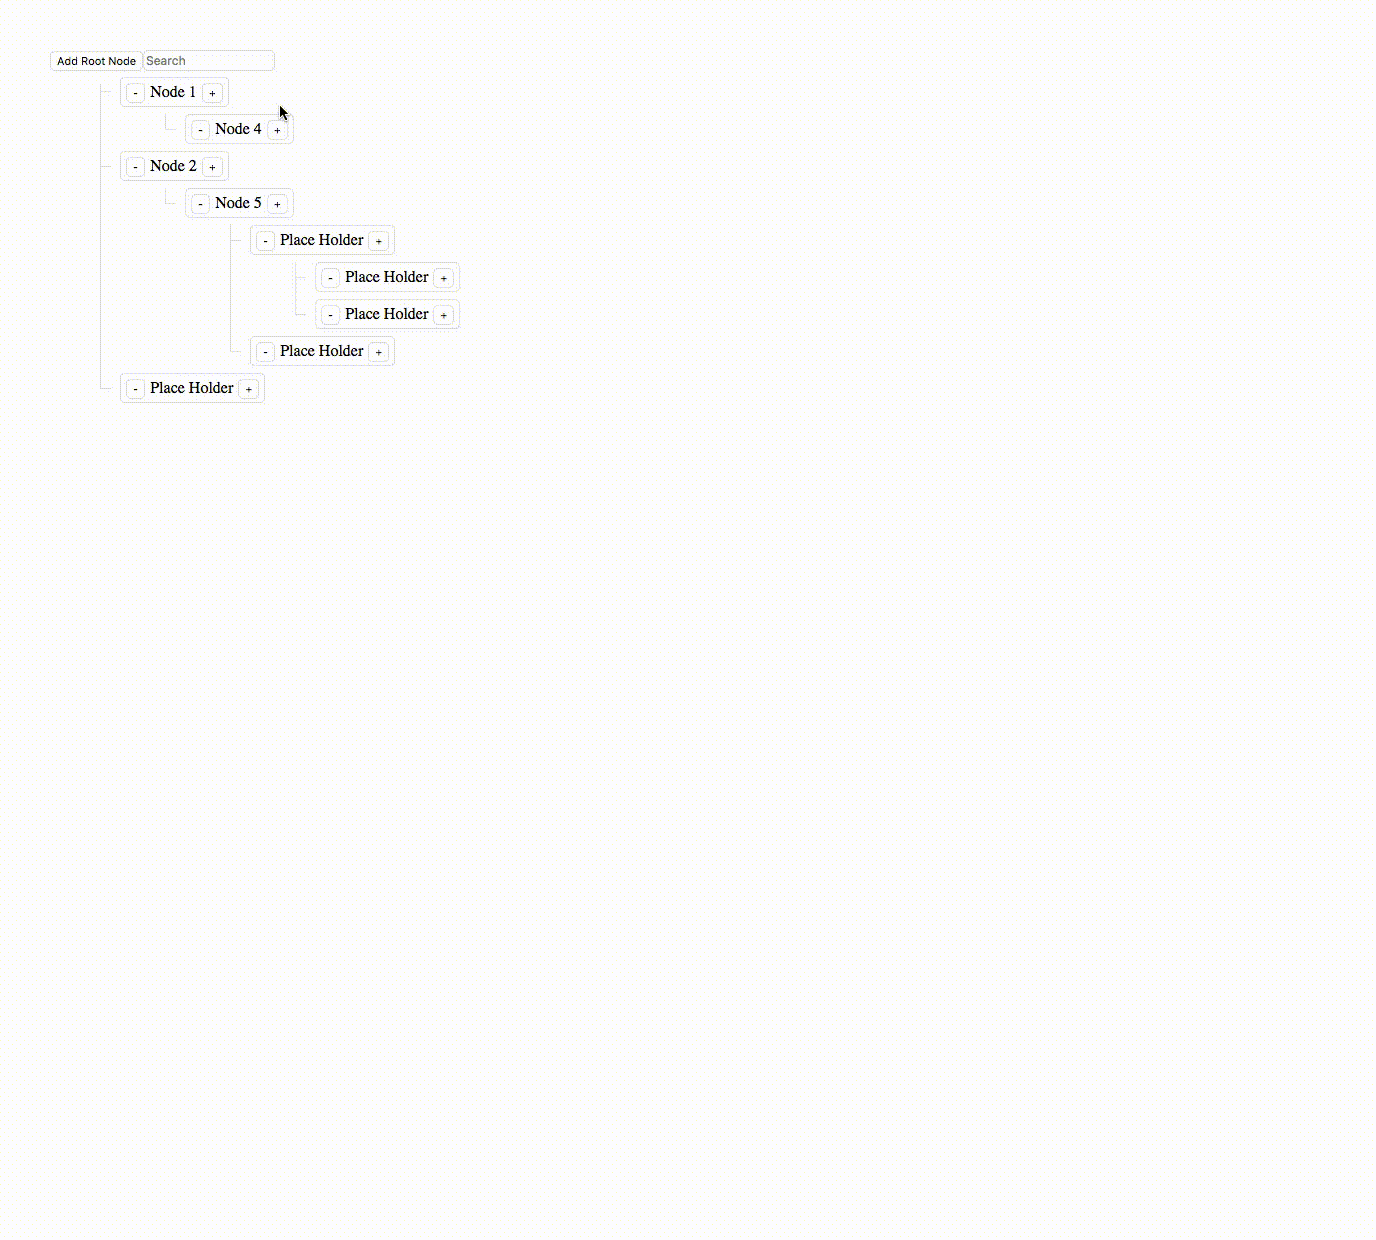 Add Root Node Search
- Node 1 +
- Node 4 +
- Node 2 +
- Node 5 +
- Place Holder +
- Place Holder +
- Place Holder +
- Place Holder +
- Place Holder +